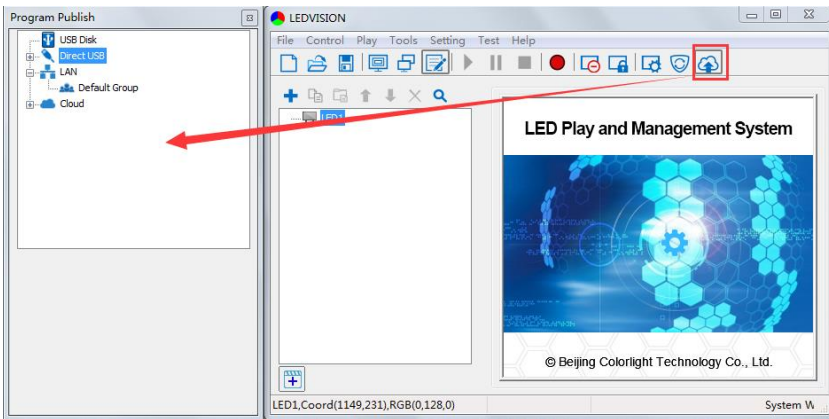 Program Publish
USB Disk
Direct USB
LAN
Default Group
Cloud
LEDVISION
File Control Play Tools Setting Test Help
LED1
LED Play and Management System
© Beijing Colorlight Technology Co., Ltd.
LED1,Coord(1149,231),RGB(0,128,0)
System W